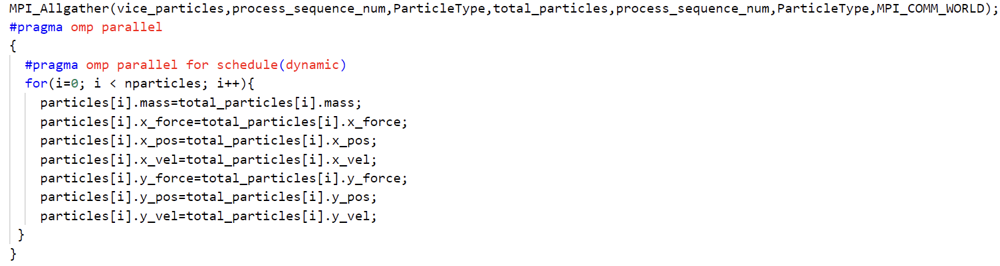 MPI_Allgather(vice_particles,process_sequence_num,ParticleType,total_particles,process_sequence_num,ParticleType,MPI_COMM_WORLD);
#pragma omp parallel
{
  #pragma omp parallel for schedule(dynamic)
  for(i=0; i < nparticles; i++){
    particles[i].mass=total_particles[i].mass;
    particles[i].x_force=total_particles[i].x_force;
    particles[i].x_pos=total_particles[i].x_pos;
    particles[i].x_vel=total_particles[i].x_vel;
    particles[i].y_force=total_particles[i].y_force;
    particles[i].y_pos=total_particles[i].y_pos;
    particles[i].y_vel=total_particles[i].y_vel;
 }
}